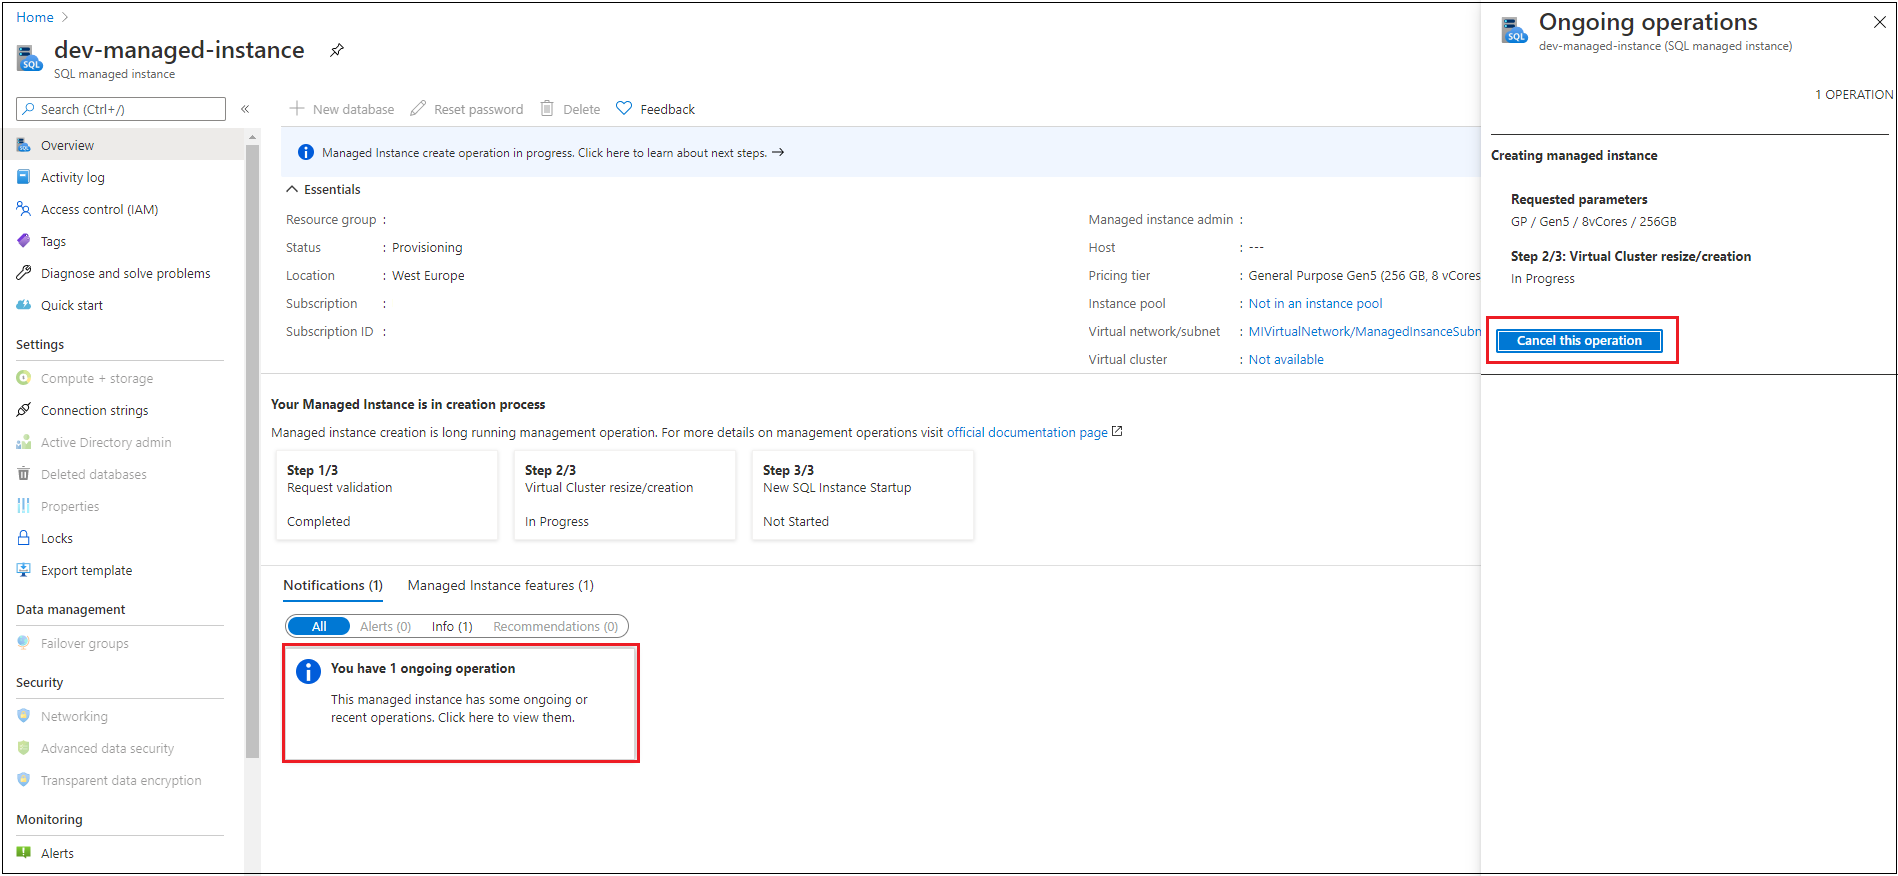 Home
dev-managed-instance
SQL managed instance
Search (Ctrl+/)
Overview
Activity log
Access control (IAM)
Tags
Diagnose and solve problems
Quick start
Settings
Compute + storage
Connection strings
Active Directory admin
Deleted databases
Properties
Locks
Export template
Data management
Failover groups
Security
Networking
Advanced data security
Transparent data encryption
Monitoring
Alerts
New database
Reset password
Delete
Feedback
Managed Instance create operation in progress. Click here to learn about next steps. →
Essentials
Resource group :
Status : Provisioning
Location : West Europe
Subscription :
Subscription ID :
Managed instance admin :
Host : ---
Pricing tier : General Purpose Gen5 (256 GB, 8 vCores
Instance pool : Not in an instance pool
Virtual network/subnet : MIVirtualNetwork/ManagedInsanceSubn
Virtual cluster : Not available
Your Managed Instance is in creation process
Managed instance creation is long running management operation. For more details on management operations visit official documentation page
Step 1/3
Request validation
Completed
Step 2/3
Virtual Cluster resize/creation
In Progress
Step 3/3
New SQL Instance Startup
Not Started
Notifications (1)
Managed Instance features (1)
All
Alerts (0)
Info (1)
Recommendations (0)
You have 1 ongoing operation
This managed instance has some ongoing or
recent operations. Click here to view them.
SQL
Ongoing operations
dev-managed-instance (SQL managed instance)
1 OPERATION
Creating managed instance
Requested parameters
GP / Gen5 / 8vCores / 256GB
Step 2/3: Virtual Cluster resize/creation
In Progress
Cancel this operation